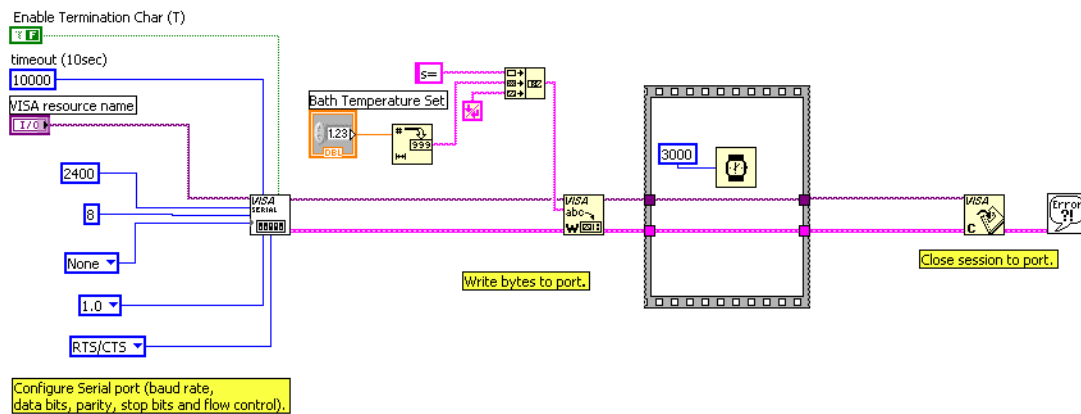 Enable Termination Char (T)
F
timeout (10sec)
10000
VISA resource name
I/O
2400
8
None
1.0
RTS/CTS
Configure Serial port (baud rate,
data bits, parity, stop bits and flow control).
VISA
SERIAL
s=
Bath Temperature Set
1.23
DBL
#
999
VISA
abc
W
Write bytes to port.
3000
VISA
C
Close session to port.
Error
?!